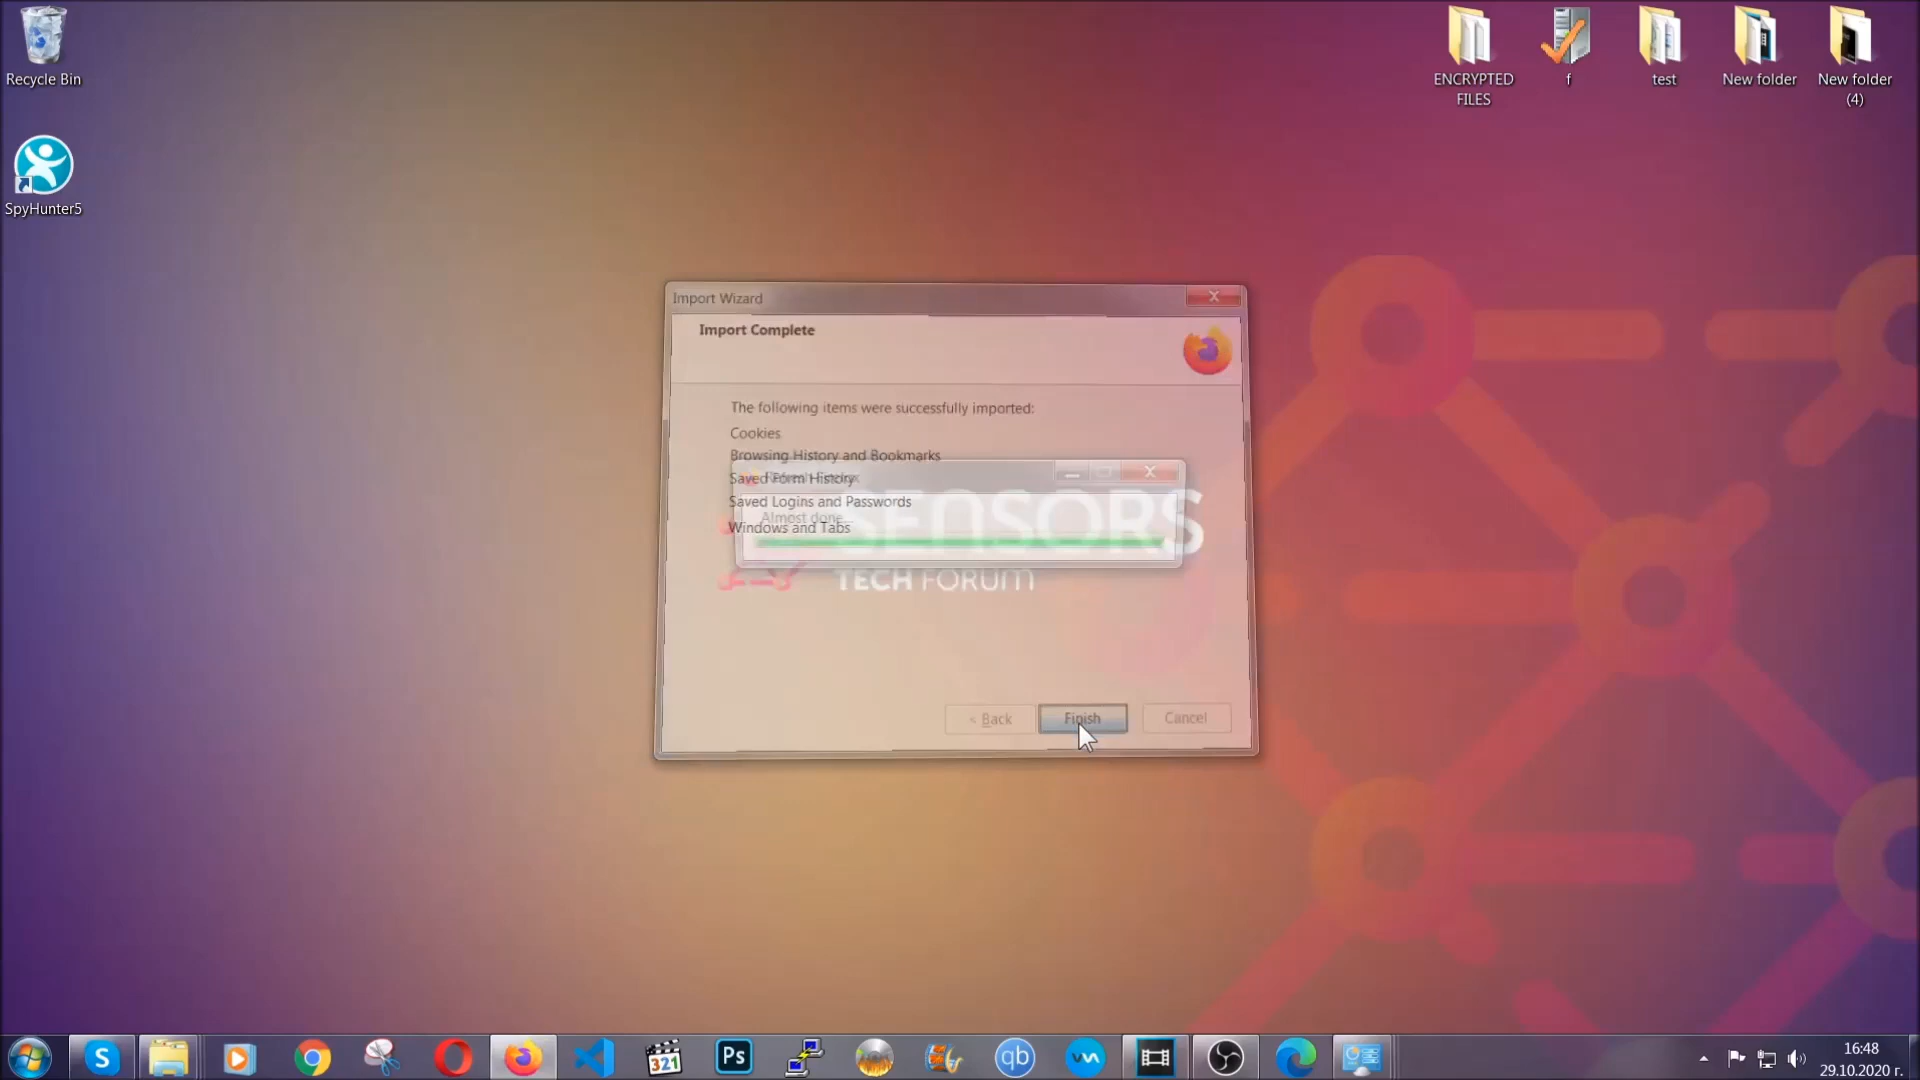 Recycle Bin
SpyHunter5
ENCRYPTED
FILES
f
test
New folder
New folder
(4)
Import Wizard
Import Complete
The following items were successfully imported:
Cookies
Browsing History and Bookmarks
Saved Form History
Saved Logins and Passwords
Almost done...
Windows and Tabs
SENSORS
TECH FORUM
< Back
Finish
Cancel
S
321
Ps
qb
16:48
29.10.2020 г.